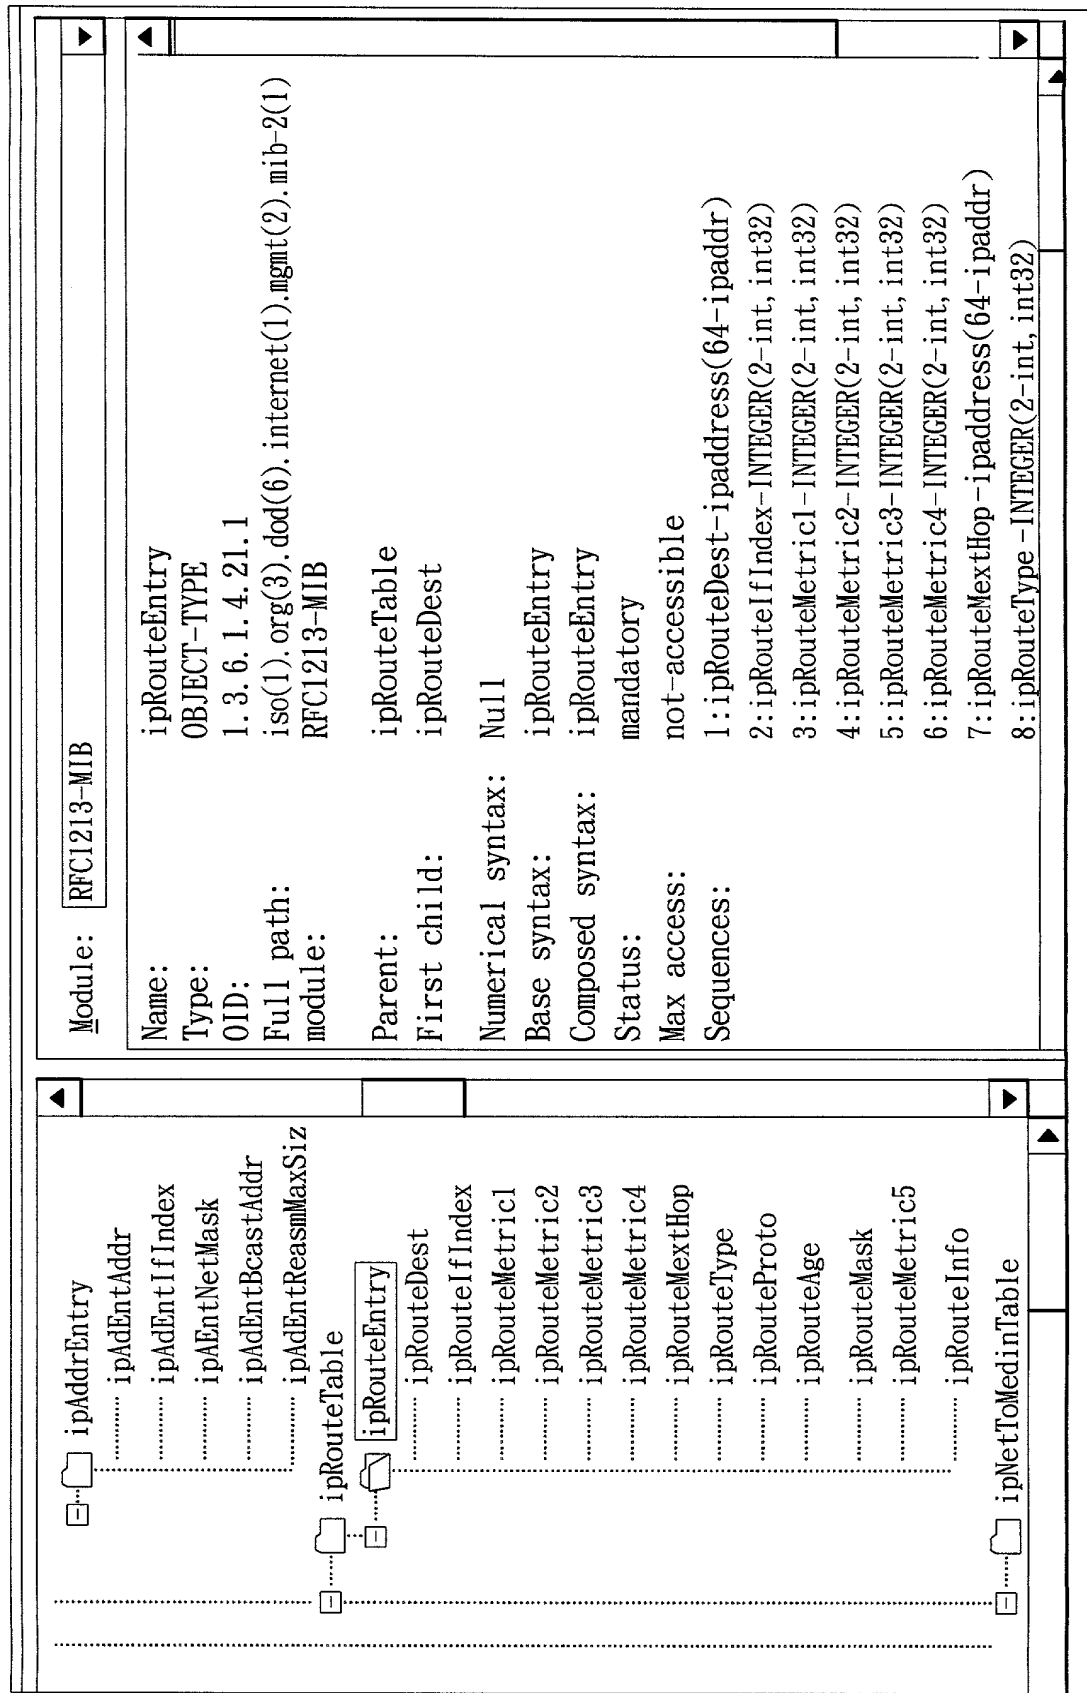 ipAddrEntry
ipAdEntAddr
ipAdEntIfIndex
ipAEntNetMask
ipAdEntBcastAddr
ipAdEntReasmMaxSiz
ipRouteTable
ipRouteEntry
ipRouteDest
ipRouteIfIndex
ipRouteMetric1
ipRouteMetric2
ipRouteMetric3
ipRouteMetric4
ipRouteMextHop
ipRouteType
ipRouteProto
ipRouteAge
ipRouteMask
ipRouteMetric5
ipRouteInfo
ipNetToMedinTable
Module: RFC1213-MIB
Name: ipRouteEntry
Type: OBJECT-TYPE
OID: 1.3.6.1.4.21.1
Full path: iso(1).org(3).dod(6).internet(1).mgmt(2).mib-2(1)
module: RFC1213-MIB
Parent: ipRouteTable
First child: ipRouteDest
Numerical syntax: Null
Base syntax: ipRouteEntry
Composed syntax: ipRouteEntry
Status: mandatory
Max access: not-accessible
Sequences: 1:ipRouteDest-ipaddress(64-ipaddr)
2:ipRouteIfIndex-INTEGER(2-int,int32)
3:ipRouteMetric1-INTEGER(2-int,int32)
4:ipRouteMetric2-INTEGER(2-int,int32)
5:ipRouteMetric3-INTEGER(2-int,int32)
6:ipRouteMetric4-INTEGER(2-int,int32)
7:ipRouteMextHop-ipaddress(64-ipaddr)
8:ipRouteType-INTEGER(2-int,int32)